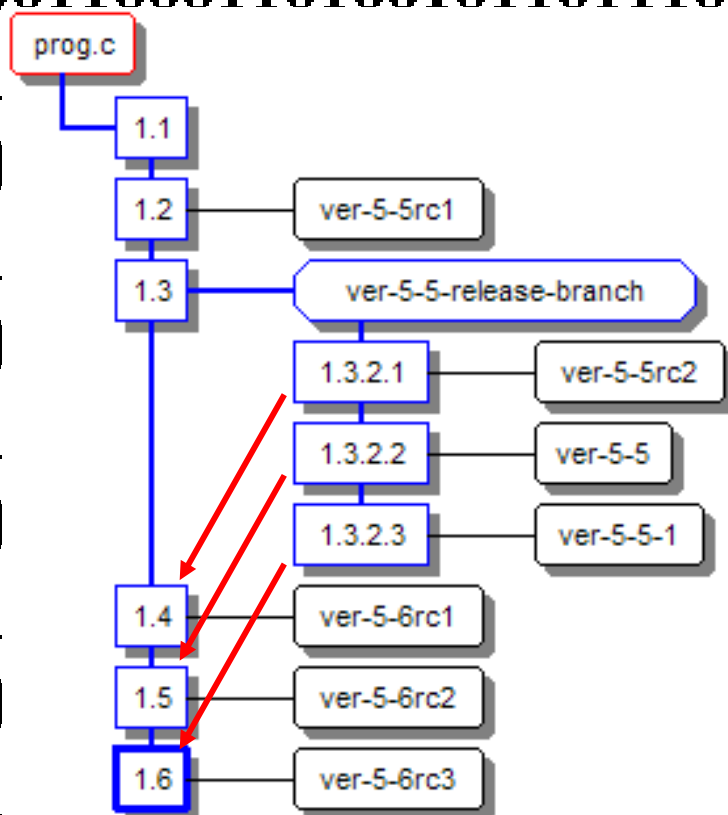 prog.c
1.1
1.2 ver-5-5rc1
1.3 ver-5-5-release-branch
1.3.2.1 ver-5-5rc2
1.3.2.2 ver-5-5
1.3.2.3 ver-5-5-1
1.4 ver-5-6rc1
1.5 ver-5-6rc2
1.6 ver-5-6rc3